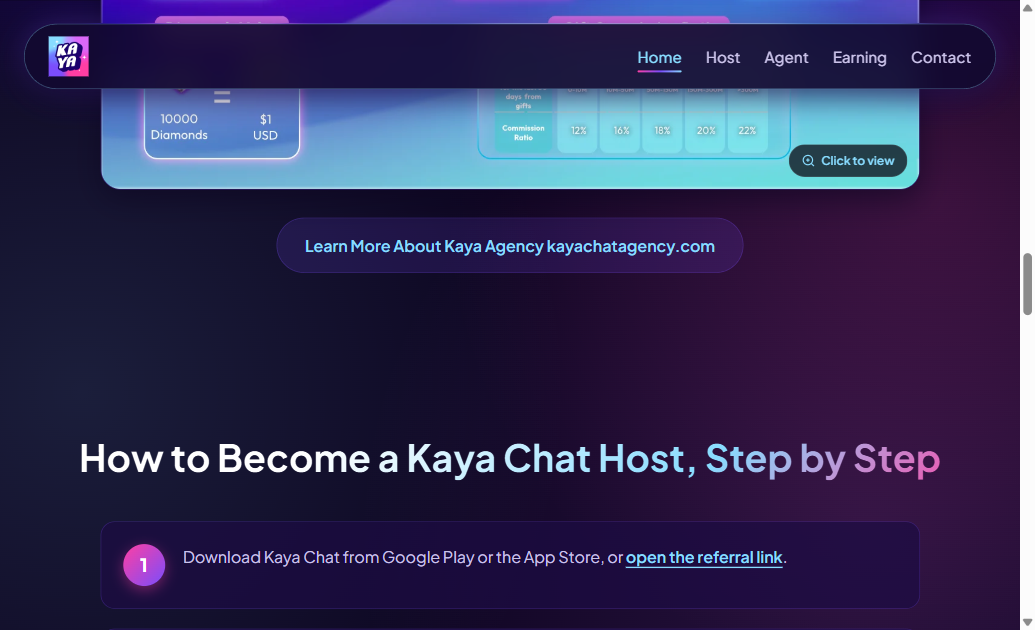 KA
YA
Home
Host
Agent
Earning
Contact
days from
gifts
10000
Diamonds
$1
USD
Commission
Ratio
12%
16%
18%
20%
22%
Click to view
Learn More About Kaya Agency kayachatagency.com
How to Become a Kaya Chat Host, Step by Step
1
Download Kaya Chat from Google Play or the App Store, or open the referral link.